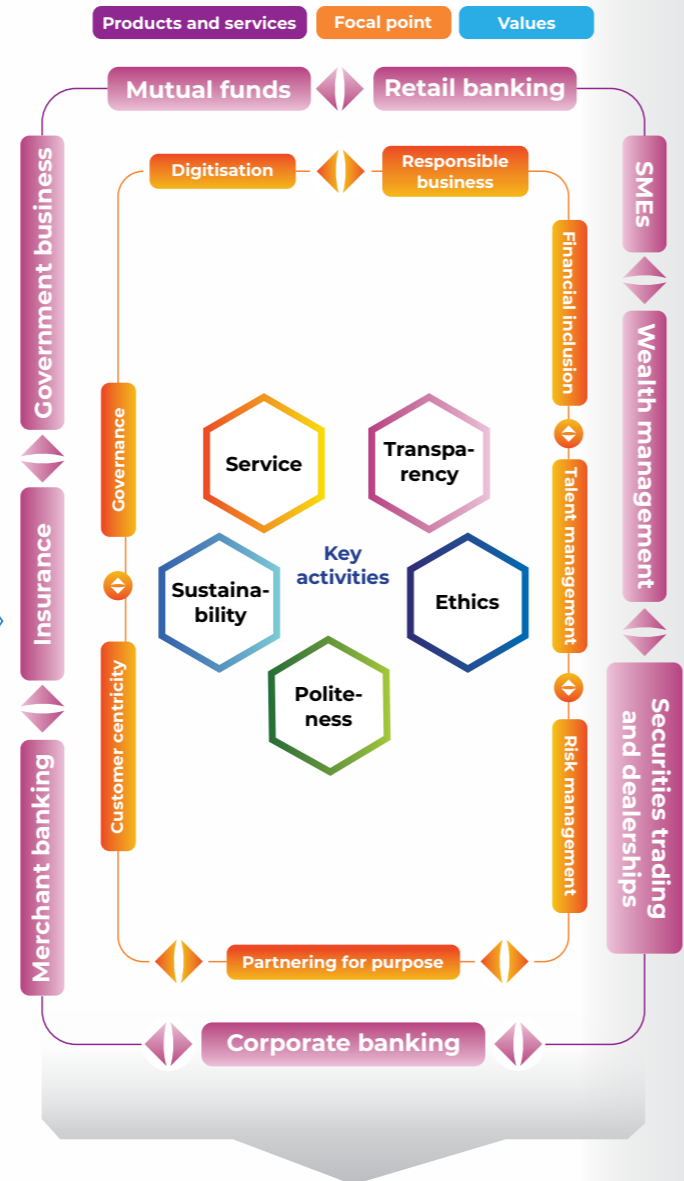 Products and services
Focal point
Values
Mutual funds
Retail banking
Government business
Insurance
Merchant banking
SMEs
Wealth management
Securities trading
and dealerships
Corporate banking
Digitisation
Responsible
business
Governance
Customer centricity
Financial inclusion
Talent management
Risk management
Partnering for purpose
Service
Transpa-
rency
Key
activities
Sustaina-
bility
Ethics
Polite-
ness